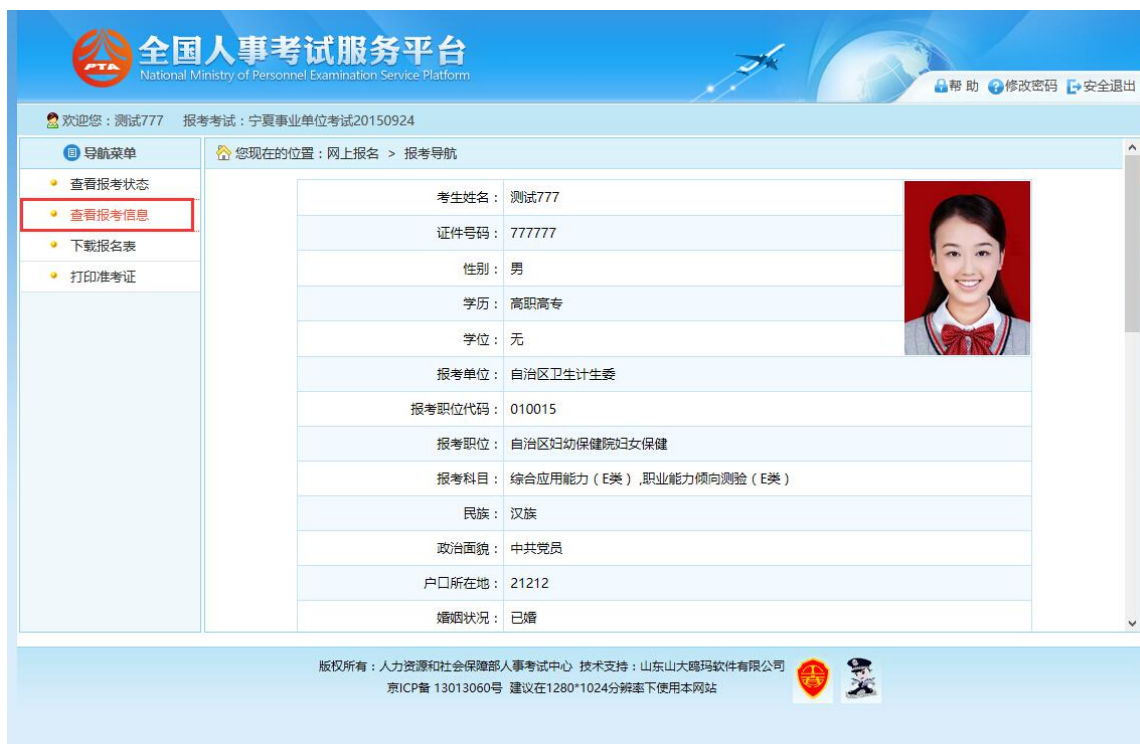 全国人事考试服务平台
PTA
National Ministry of Personnel Examination Service Platform
帮 助 修改密码 安全退出
欢迎您：测试777 报考考试：宁夏事业单位考试20150924
导航菜单
您现在的位置：网上报名 > 报考导航
查看报考状态
查看报考信息
下载报名表
打印准考证
考生姓名： 测试777
证件号码： 777777
性别： 男
学历： 高职高专
学位： 无
报考单位： 自治区卫生计生委
报考职位代码： 010015
报考职位： 自治区妇幼保健院妇女保健
报考科目： 综合应用能力（E类）,职业能力倾向测验（E类）
民族： 汉族
政治面貌： 中共党员
户口所在地： 21212
婚姻状况： 已婚
版权所有：人力资源和社会保障部人事考试中心 技术支持：山东山大鸥玛软件有限公司
京ICP备 13013060号 建议在1280*1024分辨率下使用本网站